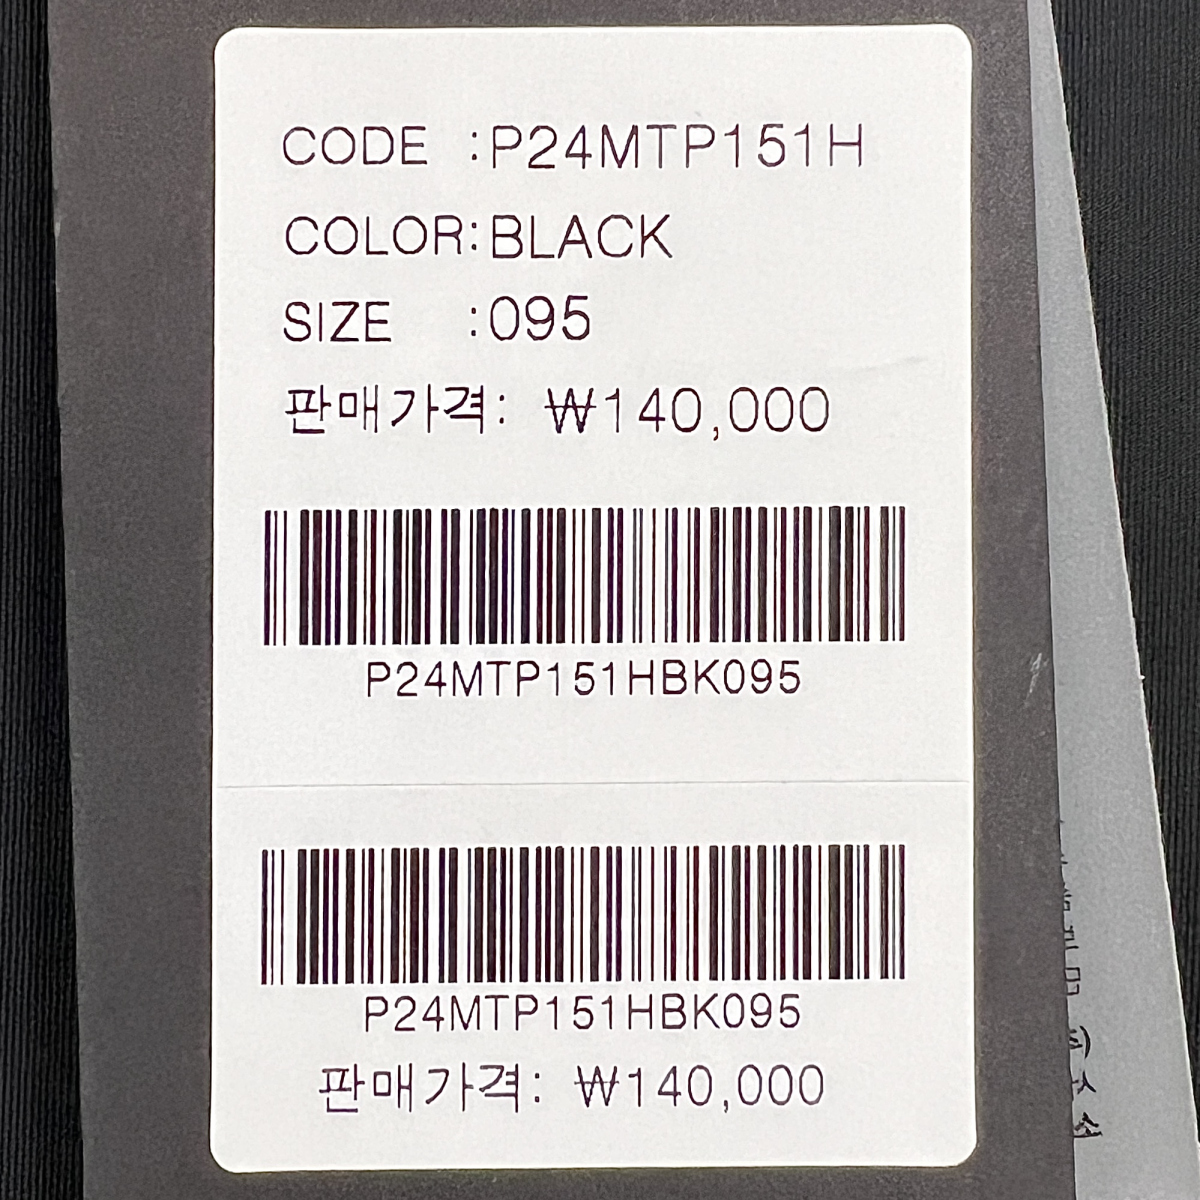 CODE :P24MTP151H
COLOR:BLACK
SIZE :095
판매가격: ₩140,000
P24MTP151HBK095
P24MTP151HBK095
판매가격: ₩140,000